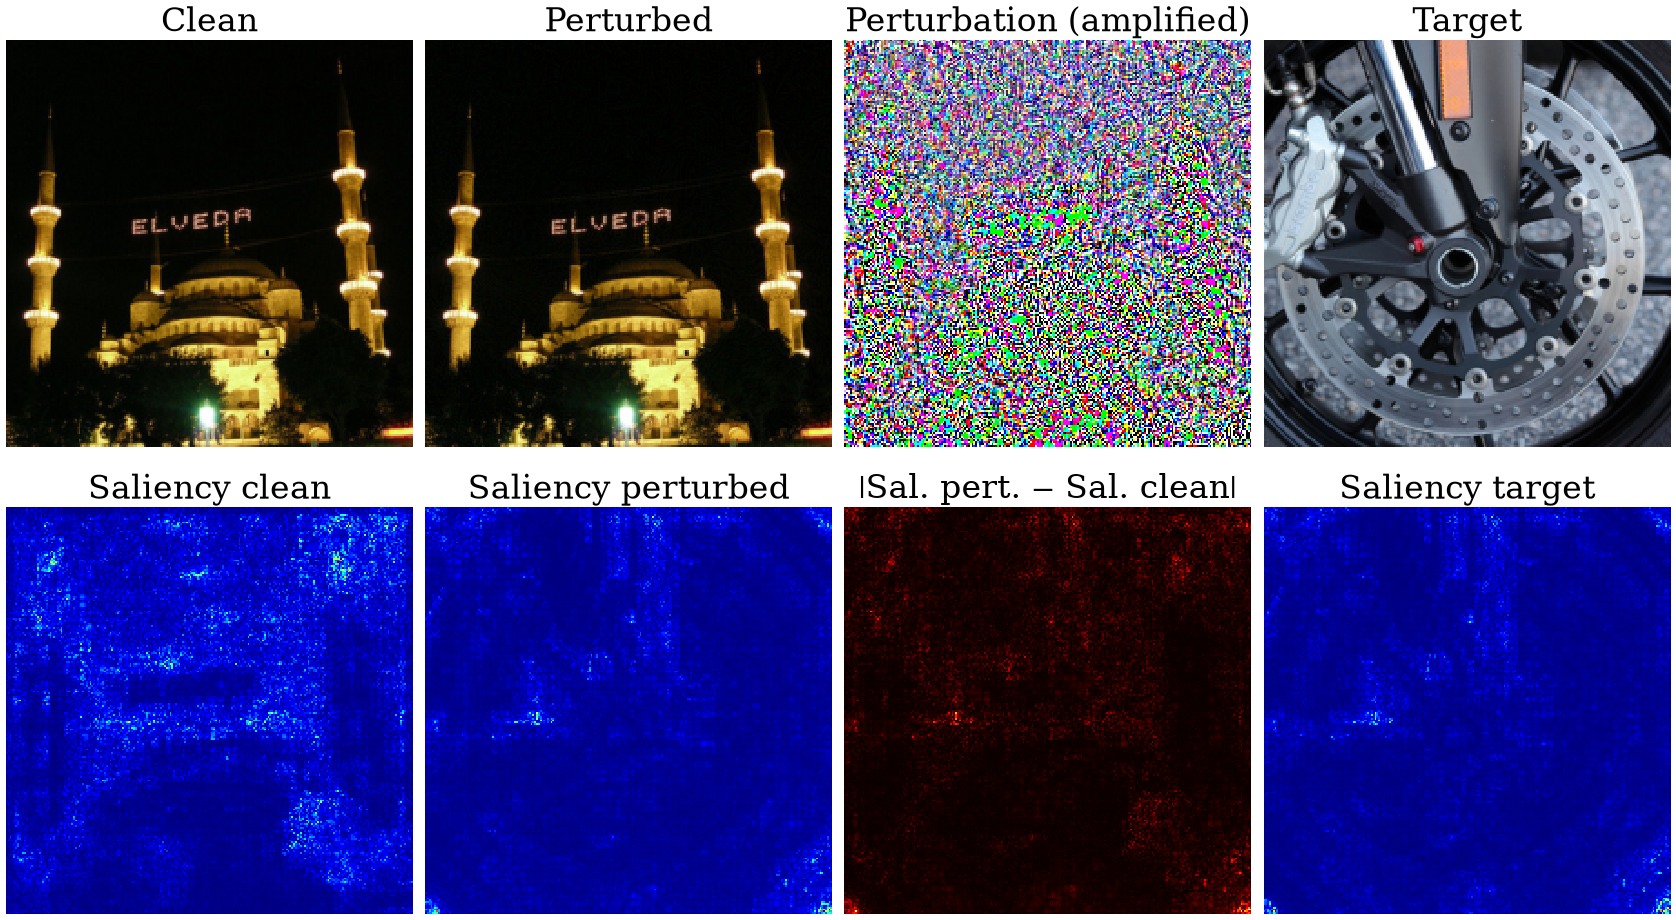 Clean
Perturbed
Perturbation (amplified)
Target
ELVEDA
ELVEDA
Saliency clean
Saliency perturbed
|Sal. pert. − Sal. clean|
Saliency target